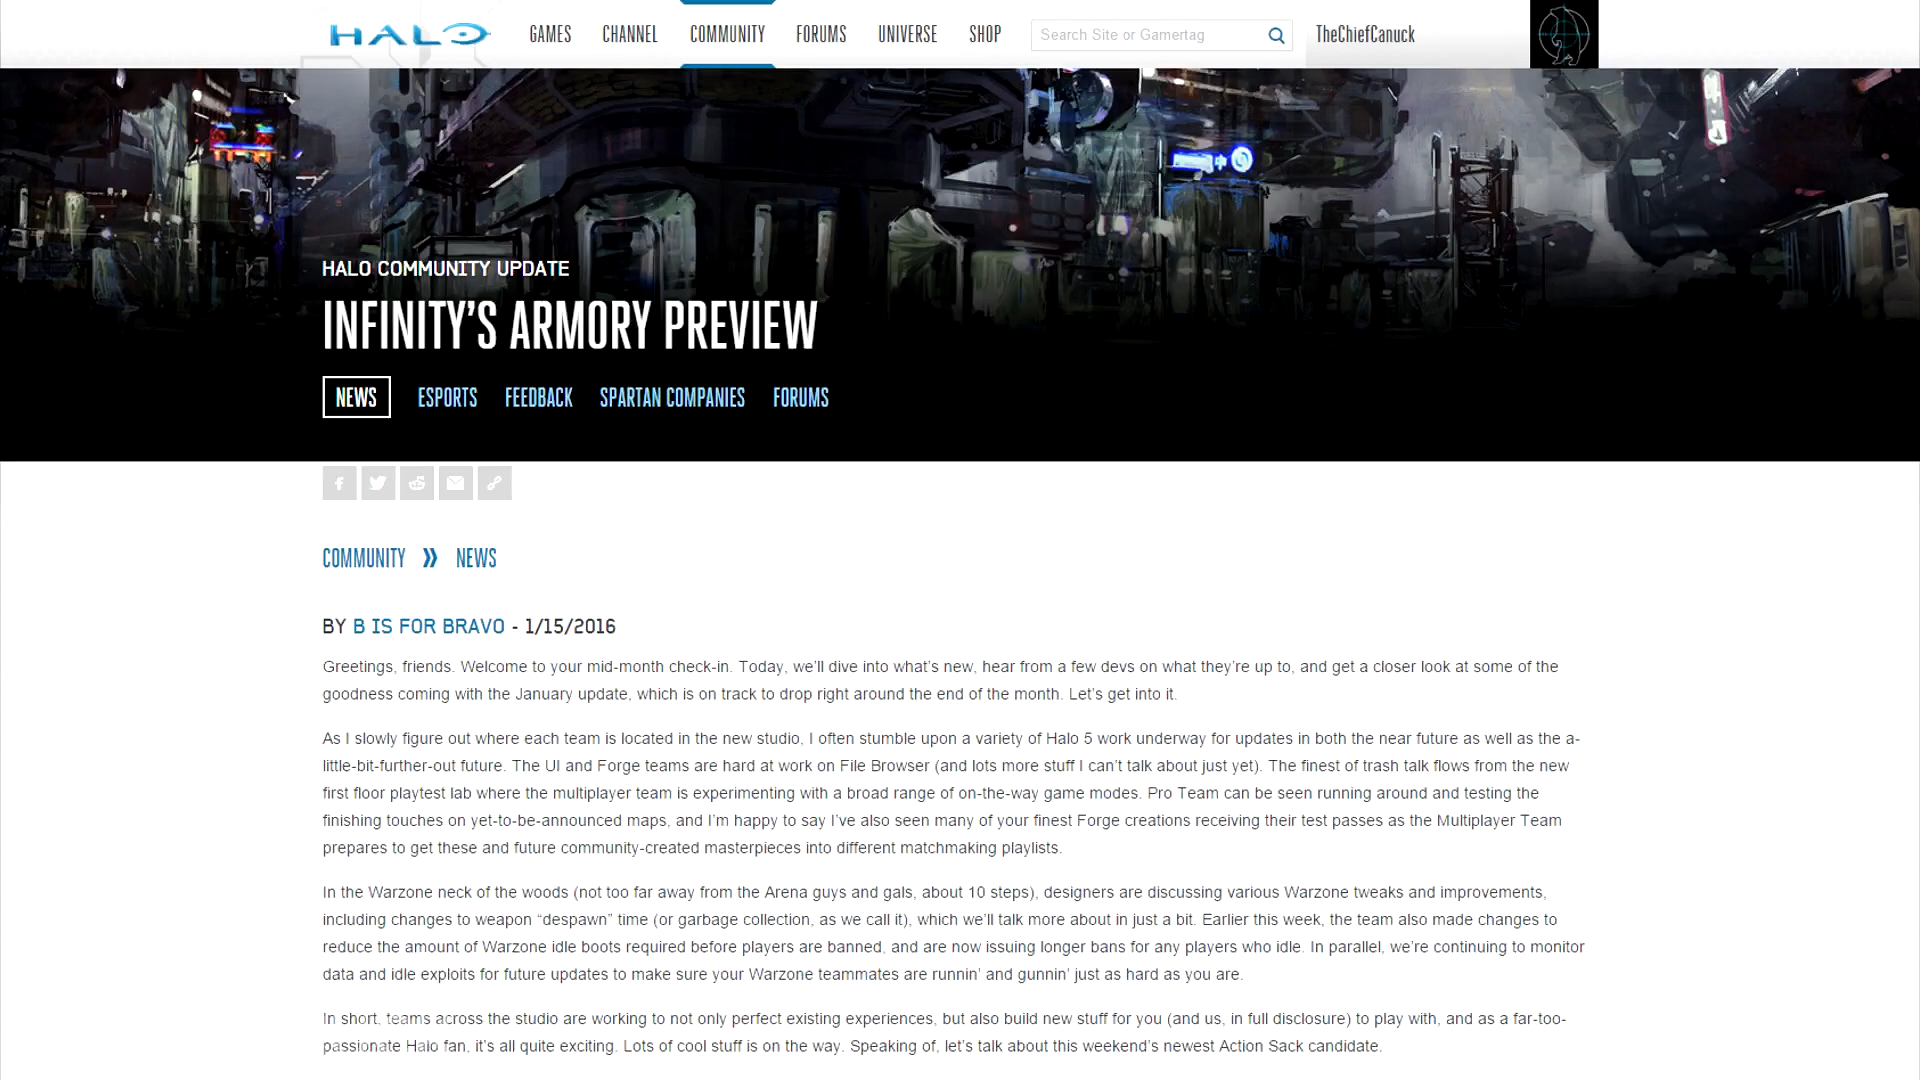 HALO GAMES CHANNEL COMMUNITY FORUMS UNIVERSE SHOP Search Site or Gamertag TheChiefCanuck
HALO COMMUNITY UPDATE
INFINITY’S ARMORY PREVIEW
NEWS ESPORTS FEEDBACK SPARTAN COMPANIES FORUMS
COMMUNITY » NEWS
BY B IS FOR BRAVO - 1/15/2016
Greetings, friends. Welcome to your mid-month check-in. Today, we’ll dive into what’s new, hear from a few devs on what they’re up to, and get a closer look at some of the
goodness coming with the January update, which is on track to drop right around the end of the month. Let’s get into it.
As I slowly figure out where each team is located in the new studio, I often stumble upon a variety of Halo 5 work underway for updates in both the near future as well as the a-
little-bit-further-out future. The UI and Forge teams are hard at work on File Browser (and lots more stuff I can’t talk about just yet). The finest of trash talk flows from the new
first floor playtest lab where the multiplayer team is experimenting with a broad range of on-the-way game modes. Pro Team can be seen running around and testing the
finishing touches on yet-to-be-announced maps, and I’m happy to say I’ve also seen many of your finest Forge creations receiving their test passes as the Multiplayer Team
prepares to get these and future community-created masterpieces into different matchmaking playlists.
In the Warzone neck of the woods (not too far away from the Arena guys and gals, about 10 steps), designers are discussing various Warzone tweaks and improvements,
including changes to weapon “despawn” time (or garbage collection, as we call it), which we’ll talk more about in just a bit. Earlier this week, the team also made changes to
reduce the amount of Warzone idle boots required before players are banned, and are now issuing longer bans for any players who idle. In parallel, we’re continuing to monitor
data and idle exploits for future updates to make sure your Warzone teammates are runnin’ and gunnin’ just as hard as you are.
In short, teams across the studio are working to not only perfect existing experiences, but also build new stuff for you (and us, in full disclosure) to play with, and as a far-too-
passionate Halo fan, it’s all quite exciting. Lots of cool stuff is on the way. Speaking of, let’s talk about this weekend’s newest Action Sack candidate.